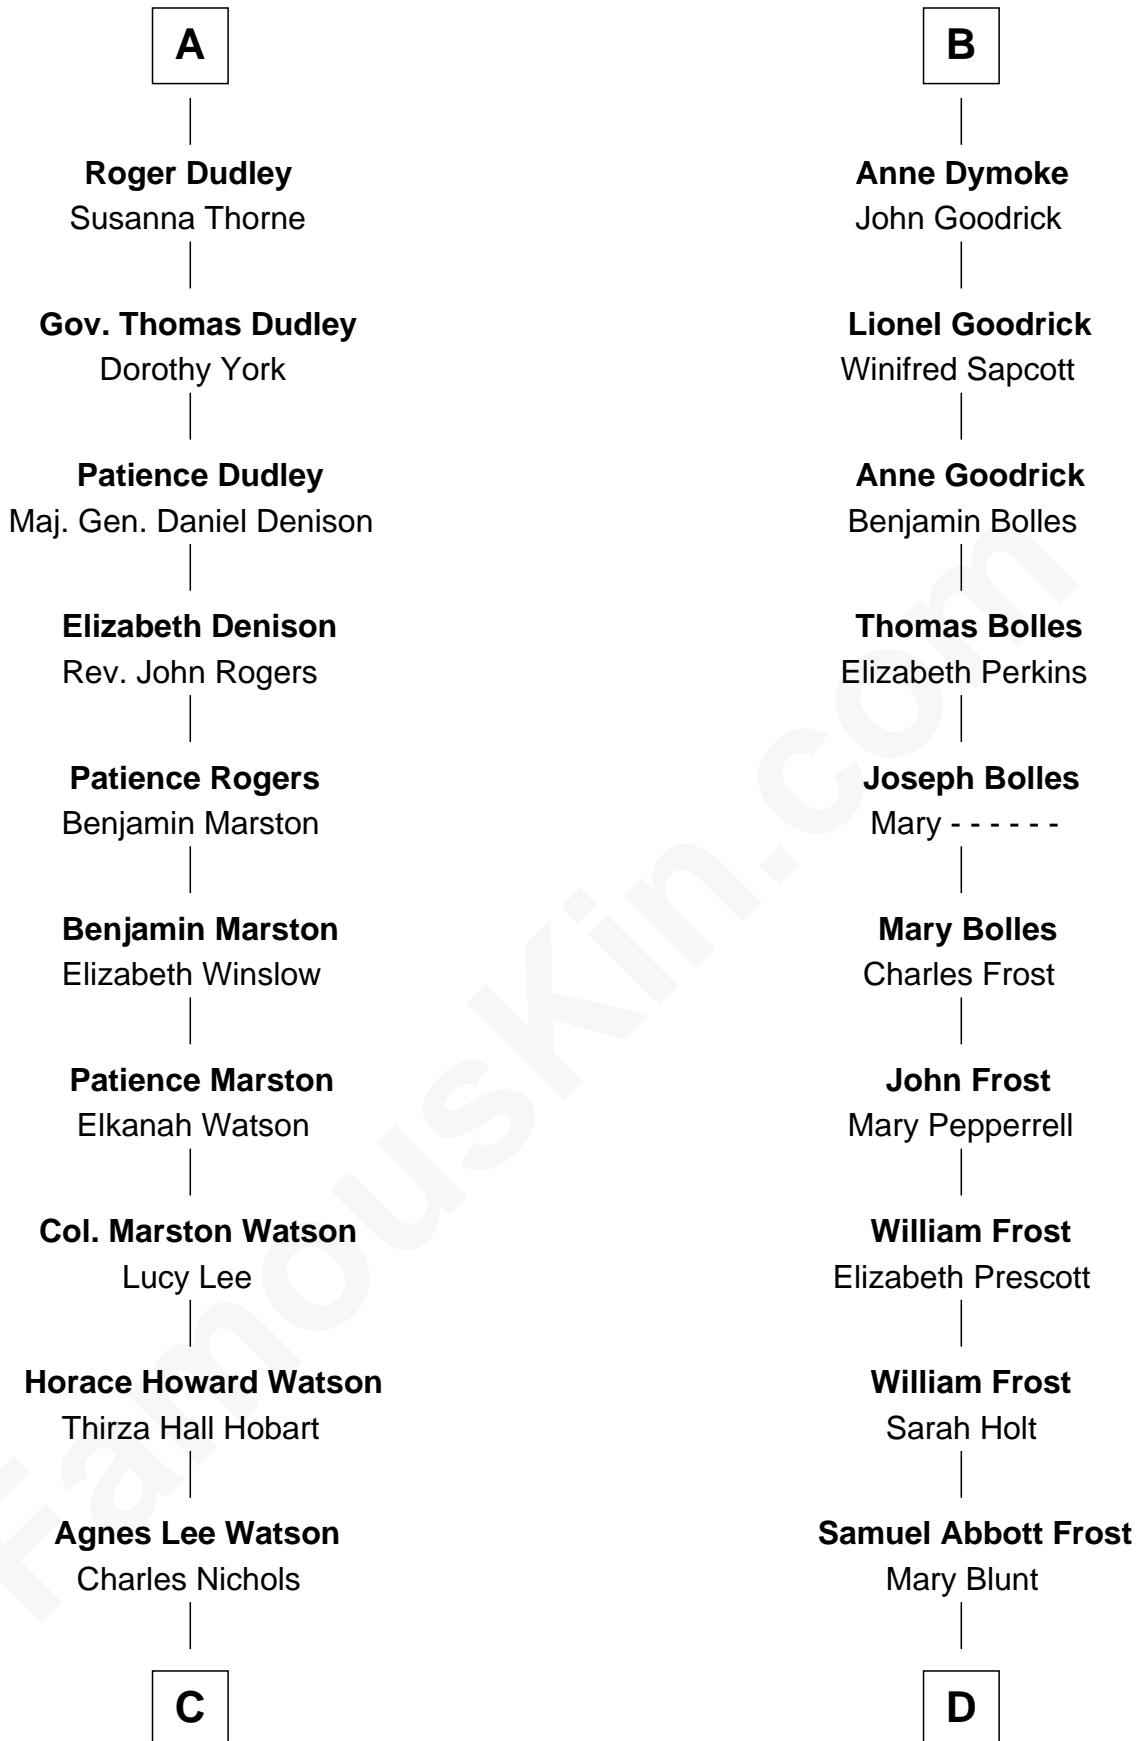 A
Roger Dudley
Susanna Thorne
Gov. Thomas Dudley
Dorothy York
Patience Dudley
Maj. Gen. Daniel Denison
Elizabeth Denison
Rev. John Rogers
Patience Rogers
Benjamin Marston
Benjamin Marston
Elizabeth Winslow
Patience Marston
Elkanah Watson
Col. Marston Watson
Lucy Lee
Horace Howard Watson
Thirza Hall Hobart
Agnes Lee Watson
Charles Nichols
C
B
Anne Dymoke
John Goodrick
Lionel Goodrick
Winifred Sapcott
Anne Goodrick
Benjamin Bolles
Thomas Bolles
Elizabeth Perkins
Joseph Bolles
Mary - - - - - -
Mary Bolles
Charles Frost
John Frost
Mary Pepperrell
William Frost
Elizabeth Prescott
William Frost
Sarah Holt
Samuel Abbott Frost
Mary Blunt
D
FamousKin.com